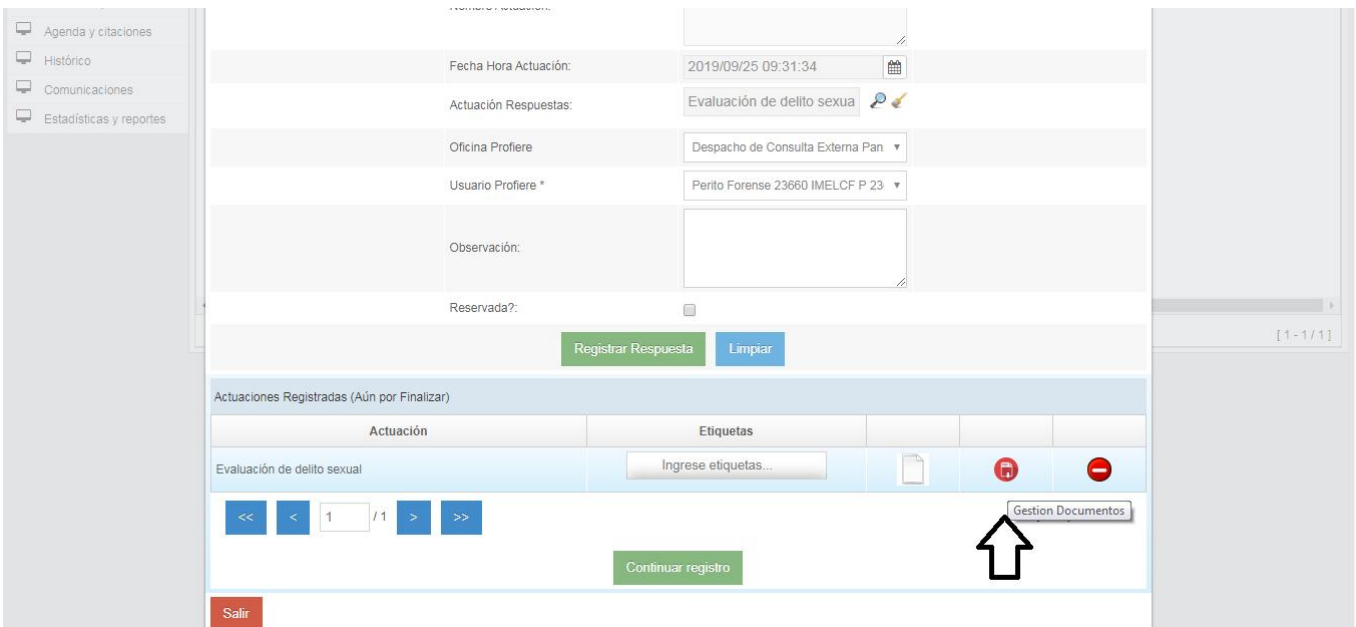 Agenda y citaciones
Histórico
Comunicaciones
Estadísticas y reportes
Nombre Actuación:
Fecha Hora Actuación: 2019/09/25 09:31:34
Actuación Respuestas: Evaluación de delito sexua
Oficina Profiere Despacho de Consulta Externa Pan
Usuario Profiere * Perito Forense 23660 IMELCF P 23
Observación:
Reservada?:
Registrar Respuesta Limpiar
[ 1 - 1 / 1 ]
Actuaciones Registradas (Aún por Finalizar)
Actuación Etiquetas
Evaluación de delito sexual Ingrese etiquetas...
Gestion Documentos
<< < 1 / 1 > >>
Continuar registro
Salir